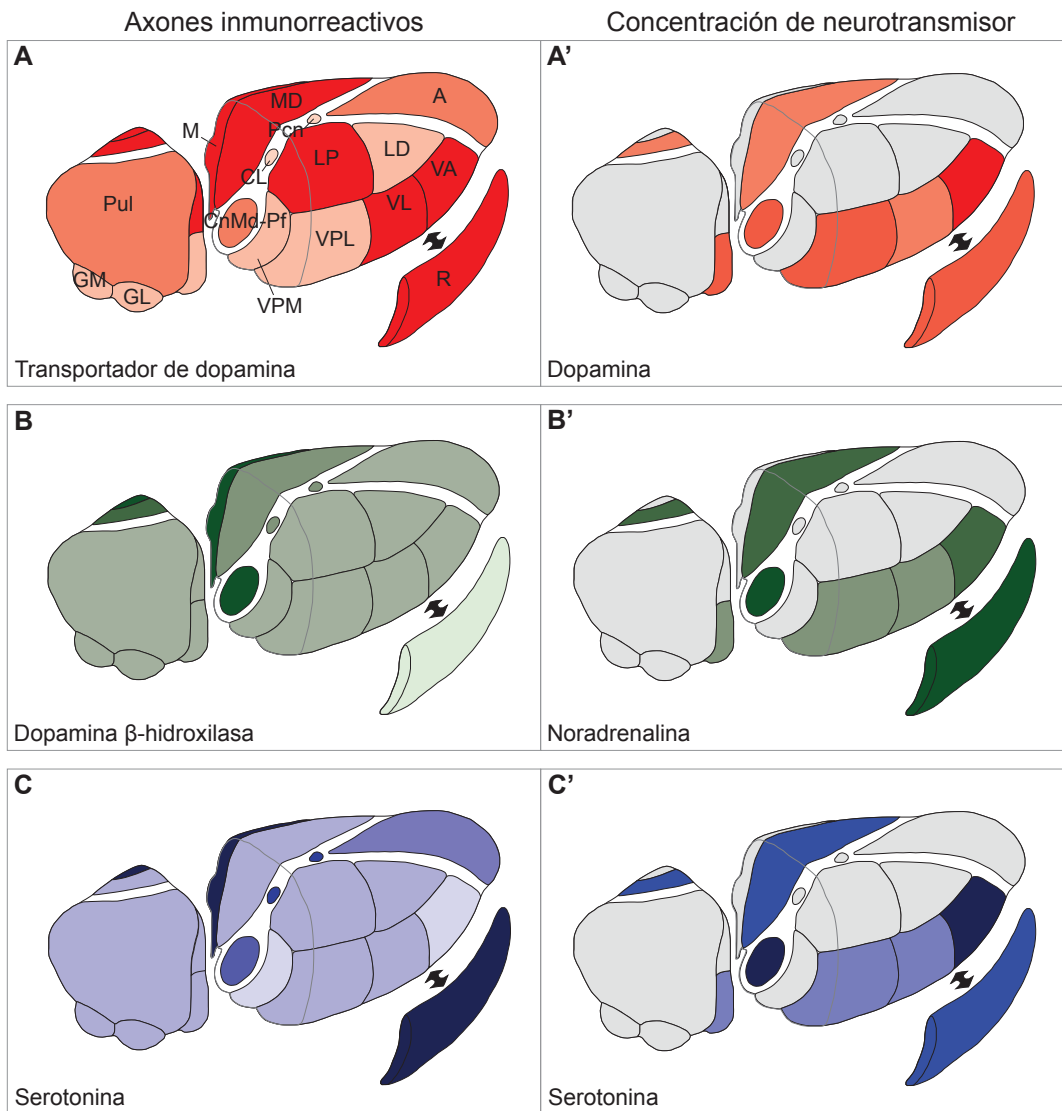 Axones inmunorreactivos
Concentración de neurotransmisor
A
M
MD
Pcn
A
CL
LP
LD
VA
Pul
CnMd-Pf
VL
VPL
GM
GL
VPM
R
Transportador de dopamina
A’
Dopamina
B
Dopamina β-hidroxilasa
B’
Noradrenalina
C
Serotonina
C’
Serotonina